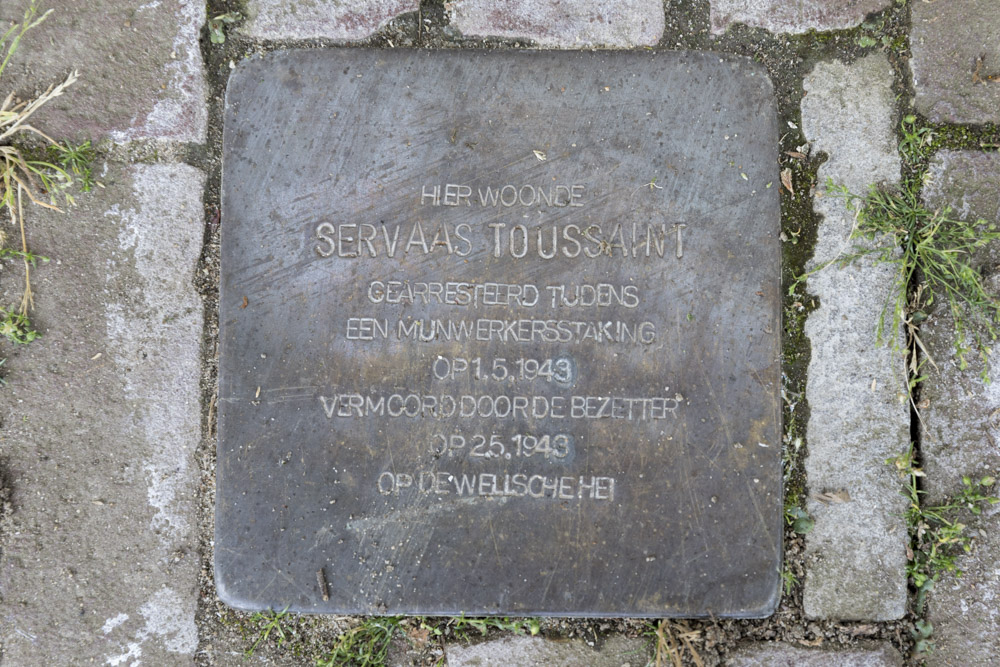 HIER WOONDE
SERVAAS TOUSSAINT
GEARRESTEERD TIJDENS
EEN MIJNWERKERSSTAKING
OP 1.5.1943
VERMOORD DOOR DE BEZETTER
OP 2.5.1943
OP DE WELLSCHE HEI